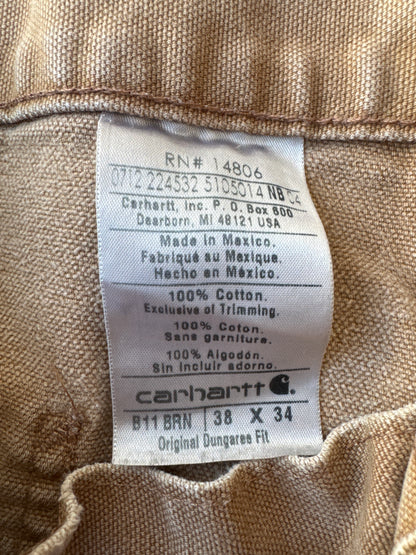 RN# 14806
0712 224532 5105014 NB C4
Carhartt, Inc. P.O. Box 600
Dearborn, MI 48121 USA
Made in Mexico.
Fabriqué au Mexique.
Hecho en México.
100% Cotton.
Exclusive of Trimming.
100% Coton.
Sans garniture.
100% Algodón.
Sin incluir adorno.
carhartt
B11 BRN 38 X 34
Original Dungaree Fit